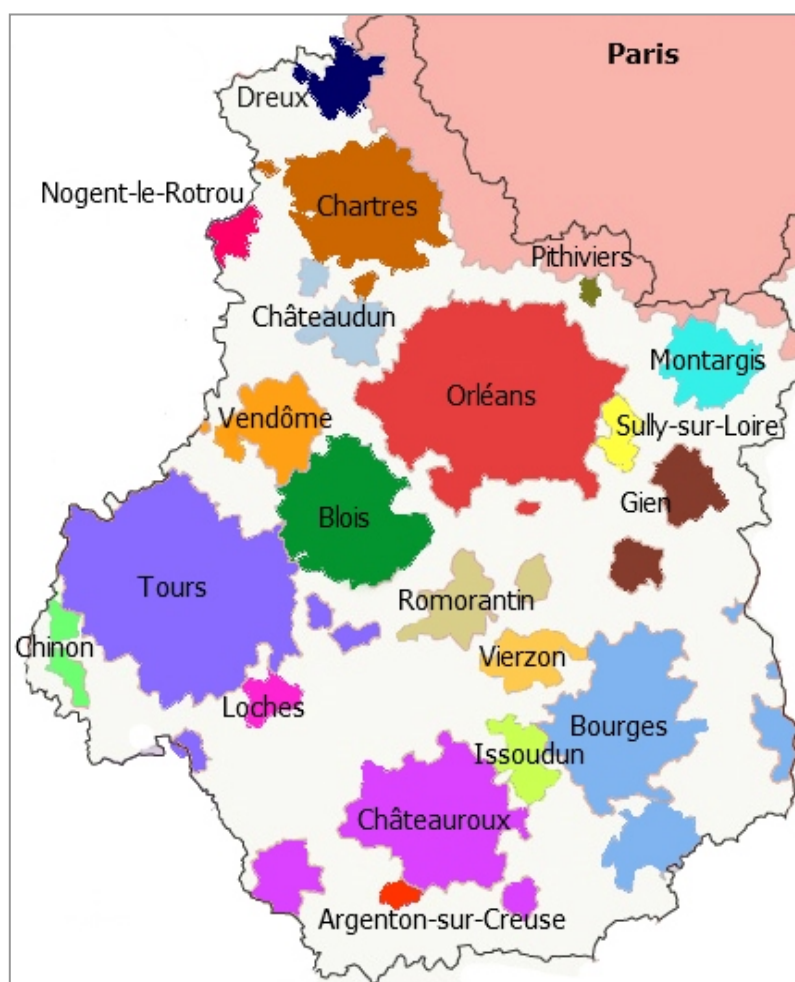 Paris
Dreux
Nogent-le-Rotrou
Chartres
Pithiviers
Châteaudun
Montargis
Orléans
Vendôme
Sully-sur-Loire
Gien
Blois
Tours
Romorantin
Chinon
Vierzon
Loches
Bourges
Issoudun
Châteauroux
Argenton-sur-Creuse